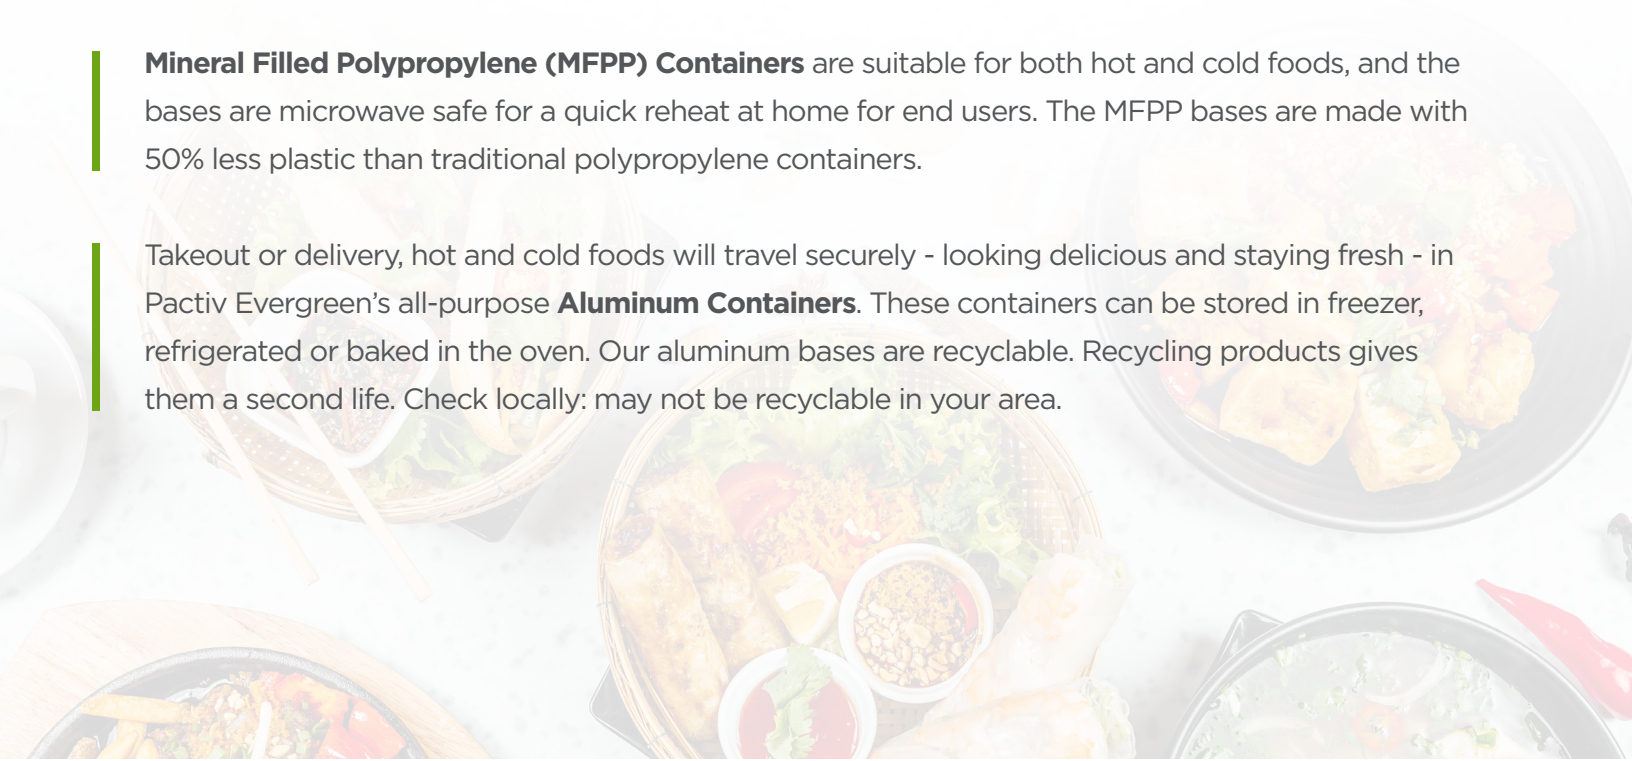 Mineral Filled Polypropylene (MFPP) Containers are suitable for both hot and cold foods, and the
bases are microwave safe for a quick reheat at home for end users. The MFPP bases are made with
50% less plastic than traditional polypropylene containers.
Takeout or delivery, hot and cold foods will travel securely - looking delicious and staying fresh - in
Pactiv Evergreen’s all-purpose Aluminum Containers. These containers can be stored in freezer,
refrigerated or baked in the oven. Our aluminum bases are recyclable. Recycling products gives
them a second life. Check locally: may not be recyclable in your area.